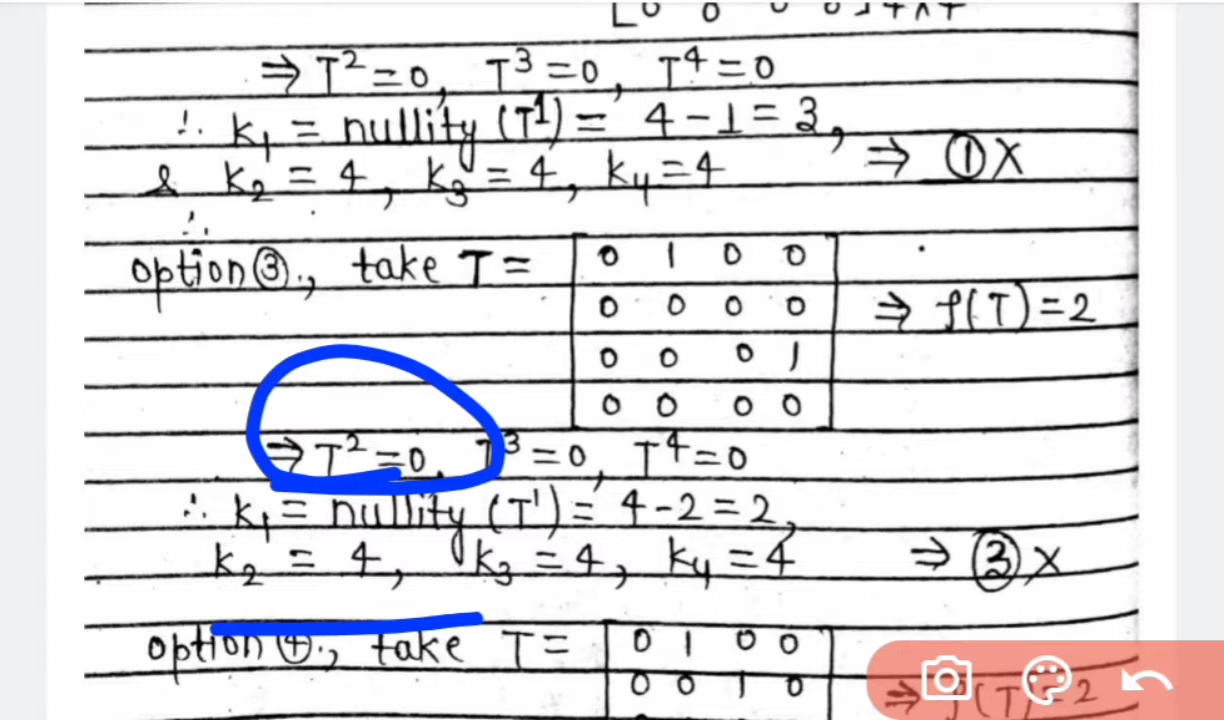 ⇒ T² = 0, T³ = 0, T⁴ = 0
∴ k₁ = nullity (T¹) = 4 - 1 = 3, ⇒ ① X
& k₂ = 4, k₃ = 4, k₄ = 4
∴
option ③., take T = 0 1 0 0
0 0 0 0 ⇒ ρ(T) = 2
0 0 0 1
0 0 0 0
⇒ T² = 0, T³ = 0, T⁴ = 0
∴ k₁ = nullity (T¹) = 4 - 2 = 2,
k₂ = 4, k₃ = 4, k₄ = 4 ⇒ ③ X
option ④., take T = 0 1 0 0
0 0 1 0 ⇒ ρ(T) = 2